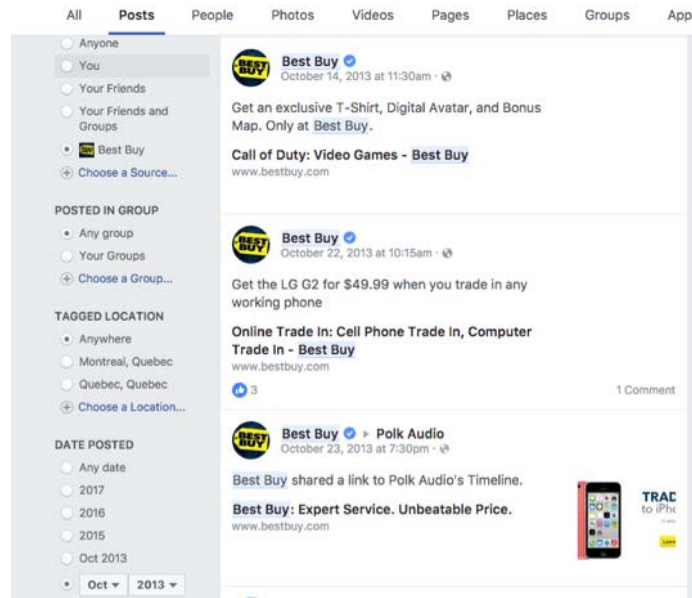 All Posts People Photos Videos Pages Places Groups App
Anyone
You
Your Friends
Your Friends and
Groups
Best Buy
Choose a Source...
POSTED IN GROUP
Any group
Your Groups
Choose a Group...
TAGGED LOCATION
Anywhere
Montreal, Quebec
Quebec, Quebec
Choose a Location...
DATE POSTED
Any date
2017
2016
2015
Oct 2013
Oct 2013
BEST BUY
Best Buy
October 14, 2013 at 11:30am ·
Get an exclusive T-Shirt, Digital Avatar, and Bonus
Map. Only at Best Buy.
Call of Duty: Video Games - Best Buy
www.bestbuy.com
BEST BUY
Best Buy
October 22, 2013 at 10:15am ·
Get the LG G2 for $49.99 when you trade in any
working phone
Online Trade In: Cell Phone Trade In, Computer
Trade In - Best Buy
www.bestbuy.com
3 1 Comment
BEST BUY
Best Buy Polk Audio
October 23, 2013 at 7:30pm ·
Best Buy shared a link to Polk Audio's Timeline.
Best Buy: Expert Service. Unbeatable Price.
www.bestbuy.com
TRAD
to iPho